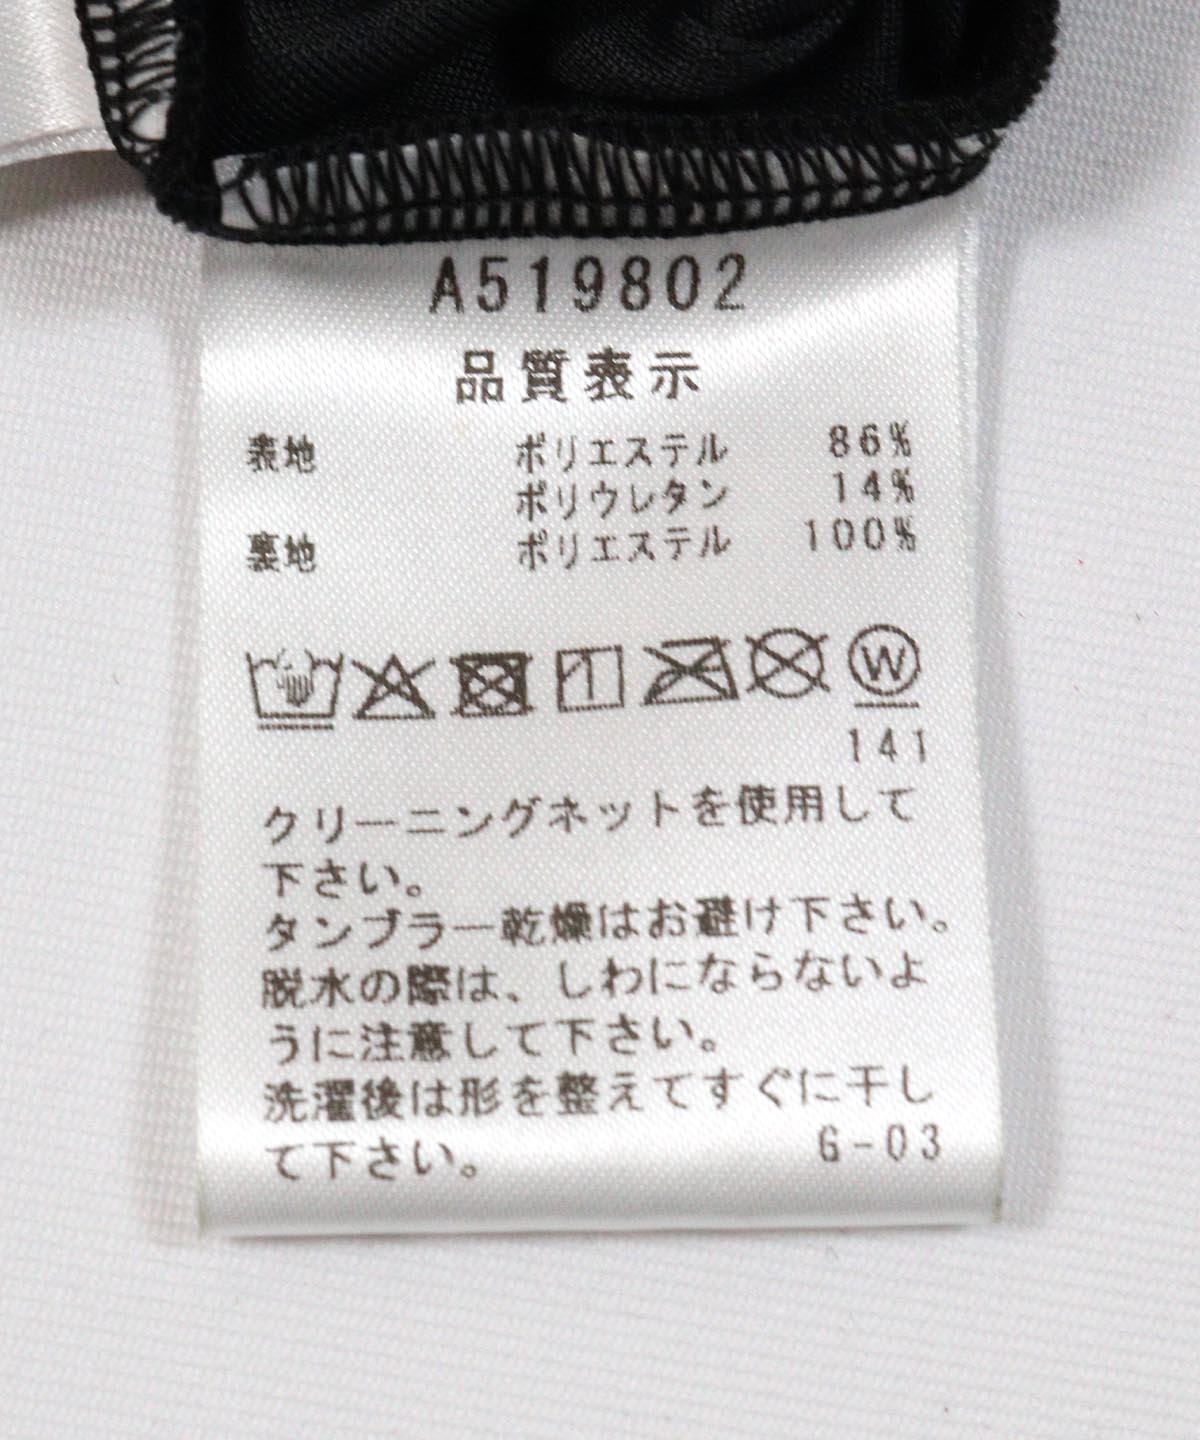 A519802
品質表示
表地 ポリエステル 86%
ポリウレタン 14%
裏地 ポリエステル 100%
W
141
クリーニングネットを使用して
下さい。
タンブラー乾燥はお避け下さい。
脱水の際は、しわにならないよ
うに注意して下さい。
洗濯後は形を整えてすぐに干し
て下さい。 G-03